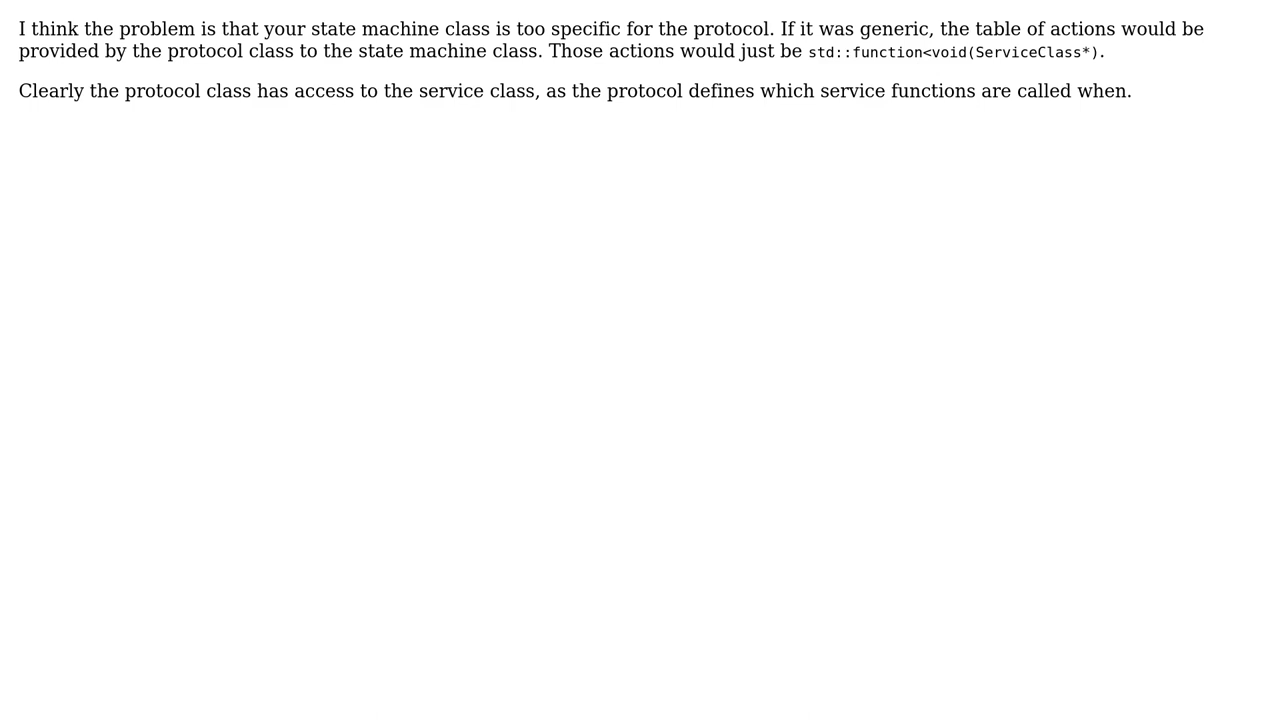 I think the problem is that your state machine class is too specific for the protocol. If it was generic, the table of actions would be
provided by the protocol class to the state machine class. Those actions would just be std::function<void(ServiceClass*).
Clearly the protocol class has access to the service class, as the protocol defines which service functions are called when.